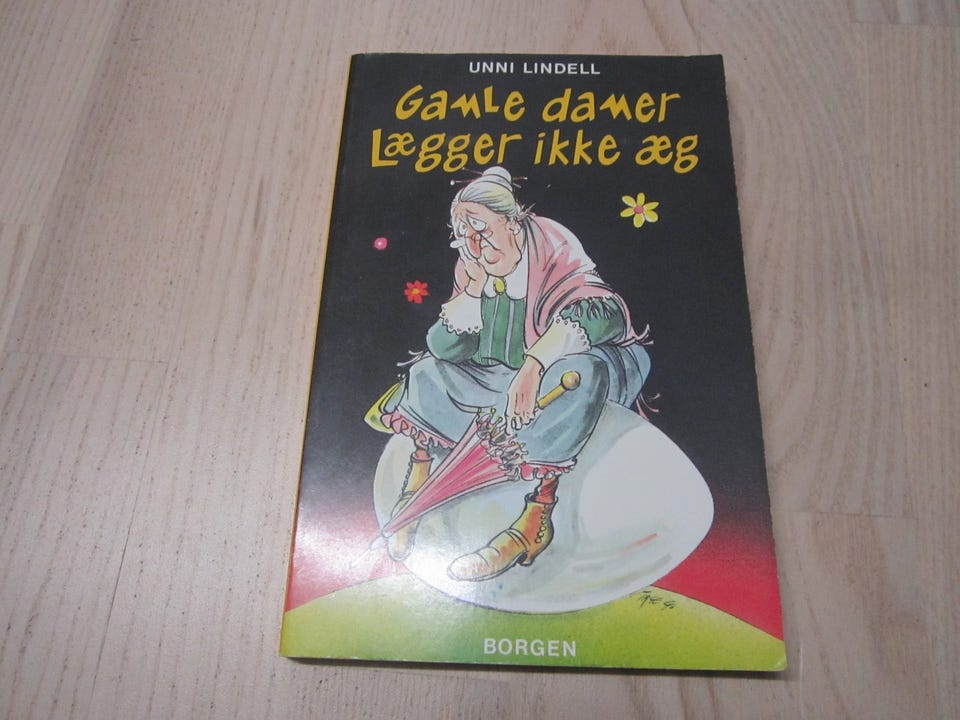 UNNI LINDELL
Gamle damer
Lægger ikke æg
BORGEN